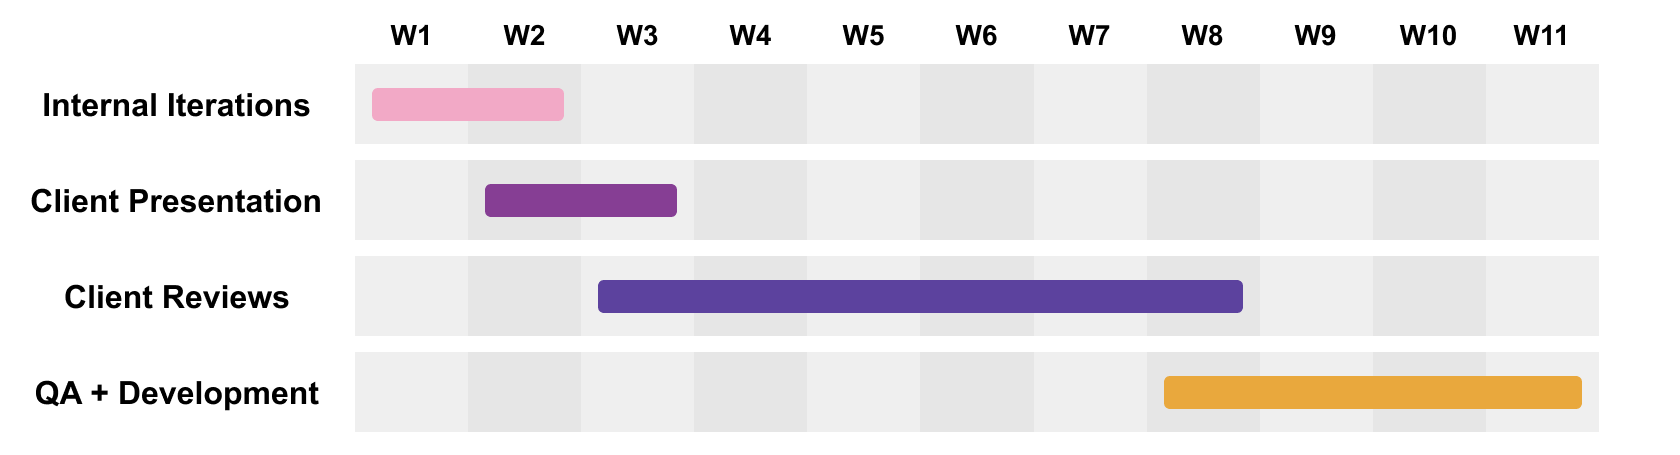 W1 W2 W3 W4 W5 W6 W7 W8 W9 W10 W11
Internal Iterations
Client Presentation
Client Reviews
QA + Development